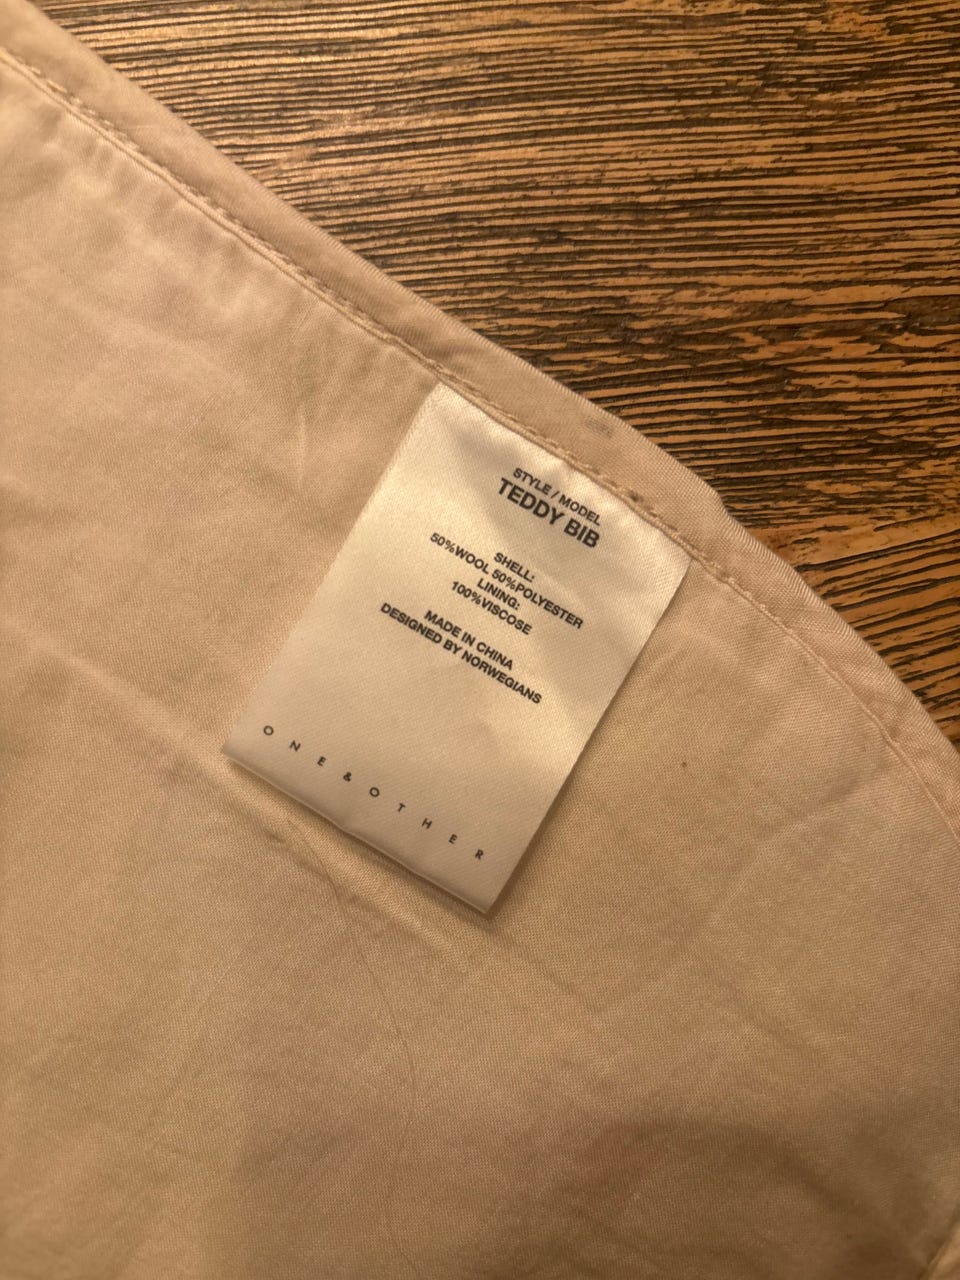 STYLE / MODEL
TEDDY BIB
SHELL:
50%WOOL 50%POLYESTER
LINING:
100%VISCOSE
MADE IN CHINA
DESIGNED BY NORWEGIANS
ONE & OTHER